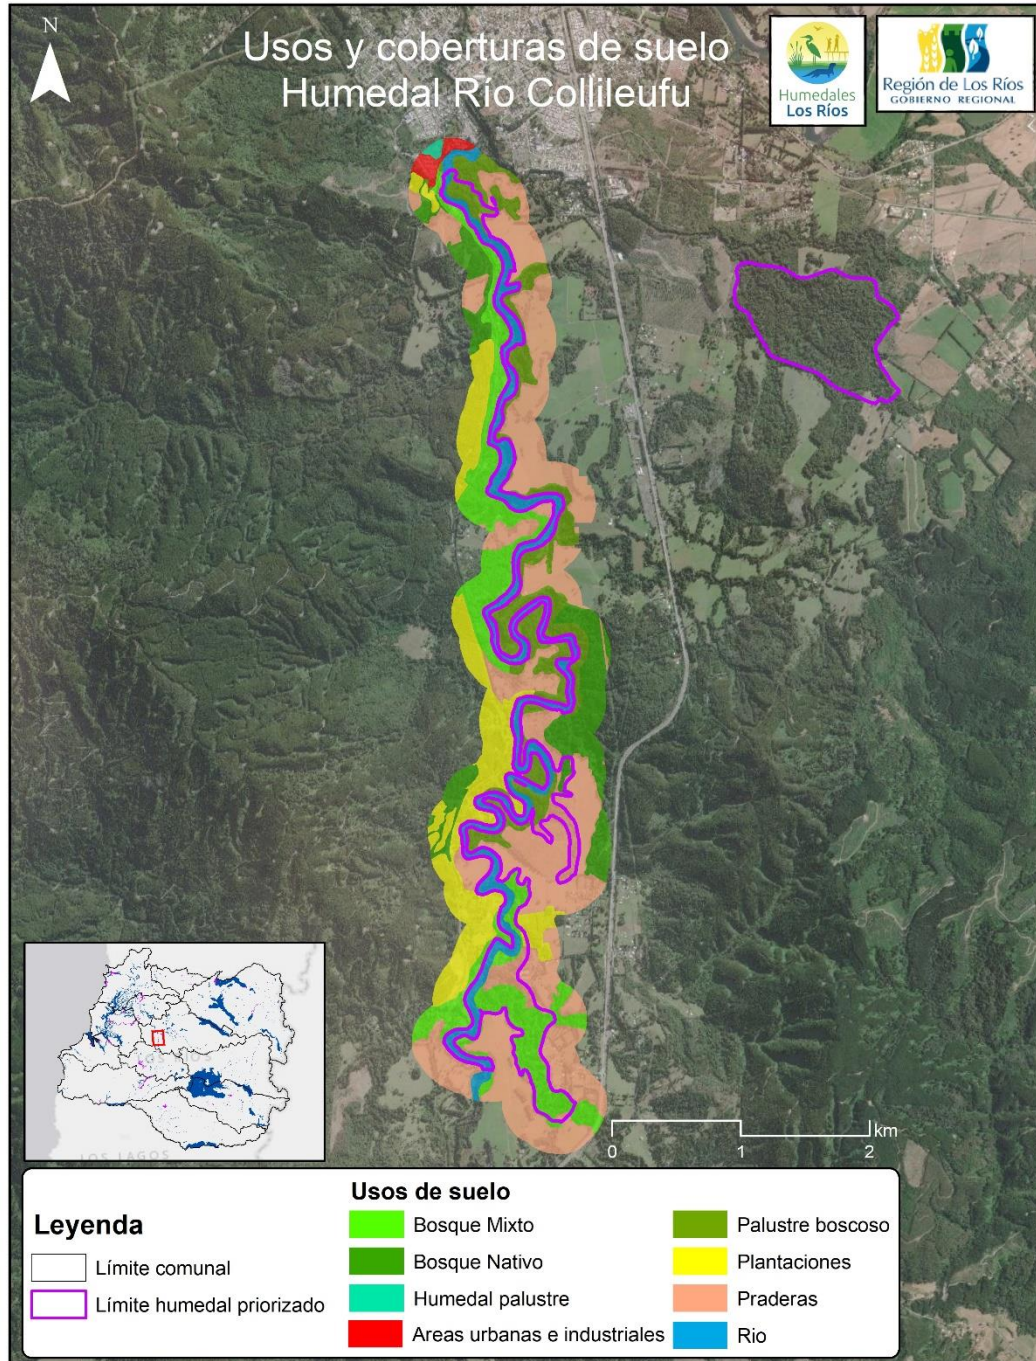 N
Usos y coberturas de suelo
Humedal Río Collileufu
Humedales
Los Ríos
Región de Los Ríos
GOBIERNO REGIONAL
LOS LAGOS
km
0 1 2
Leyenda
Límite comunal
Límite humedal priorizado
Usos de suelo
Bosque Mixto
Bosque Nativo
Humedal palustre
Areas urbanas e industriales
Palustre boscoso
Plantaciones
Praderas
Rio